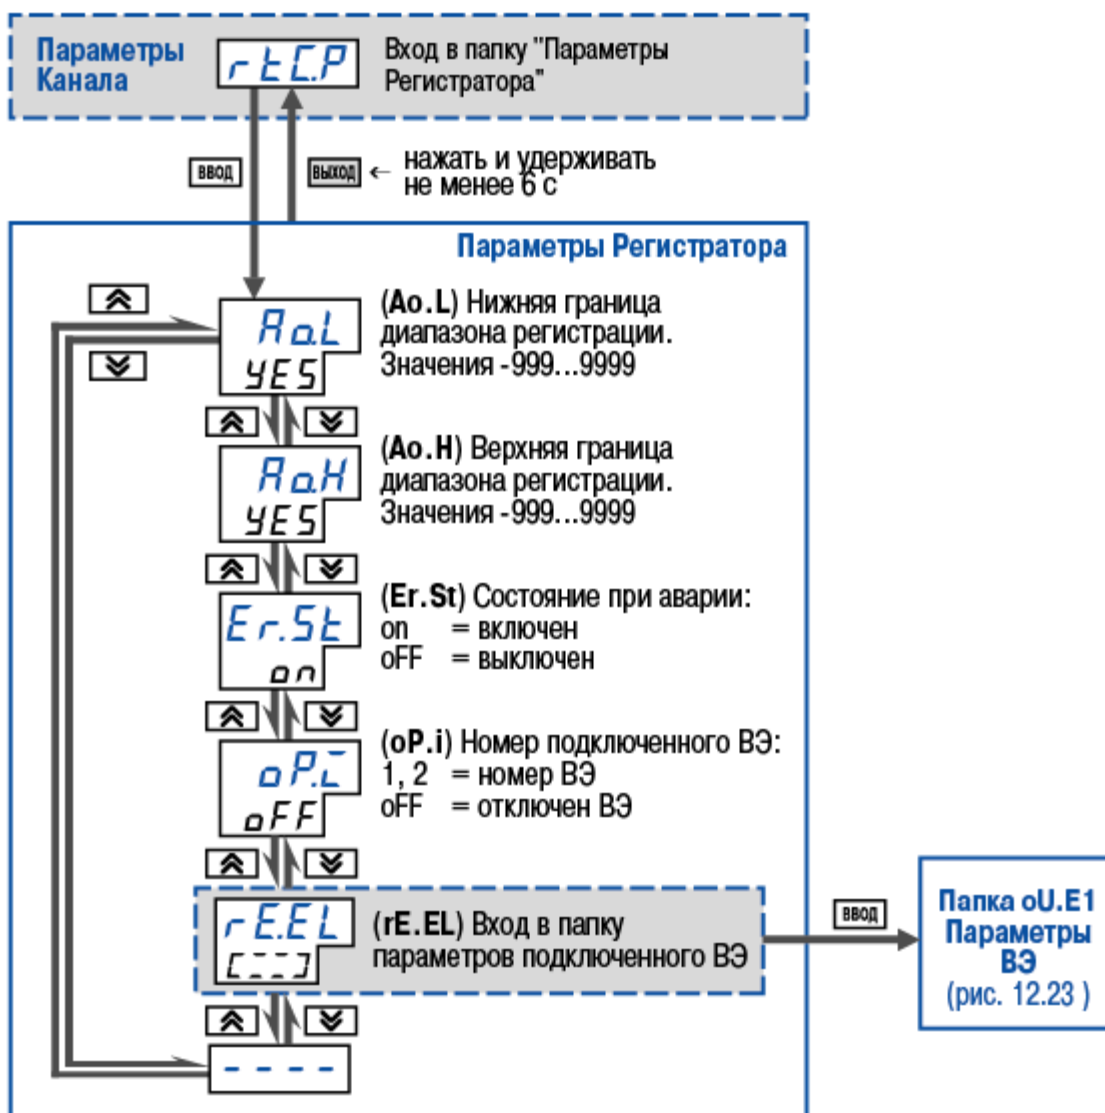 Параметры
Канала
rtC.P
Вход в папку "Параметры
Регистратора"
ВВОД
ВЫХОД
← нажать и удерживать
не менее 6 с
Параметры Регистратора
Ao.L
YES
(Ao.L) Нижняя граница
диапазона регистрации.
Значения -999...9999
Ao.H
YES
(Ao.H) Верхняя граница
диапазона регистрации.
Значения -999...9999
Er.St
on
(Er.St) Состояние при аварии:
on = включен
oFF = выключен
oP.i
oFF
(oP.i) Номер подключенного ВЭ:
1, 2 = номер ВЭ
oFF = отключен ВЭ
rE.EL
[---]
(rE.EL) Вход в папку
параметров подключенного ВЭ
ВВОД
Папка oU.E1
Параметры
ВЭ
(рис. 12.23 )
- - - -